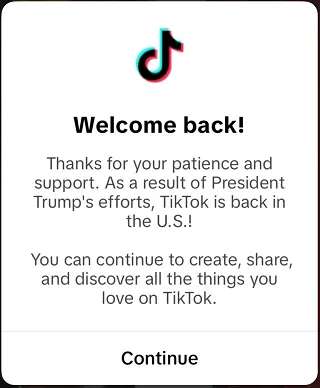 Welcome back!
Thanks for your patience and
support. As a result of President
Trump's efforts, TikTok is back in
the U.S.!
You can continue to create, share,
and discover all the things you
love on TikTok.
Continue